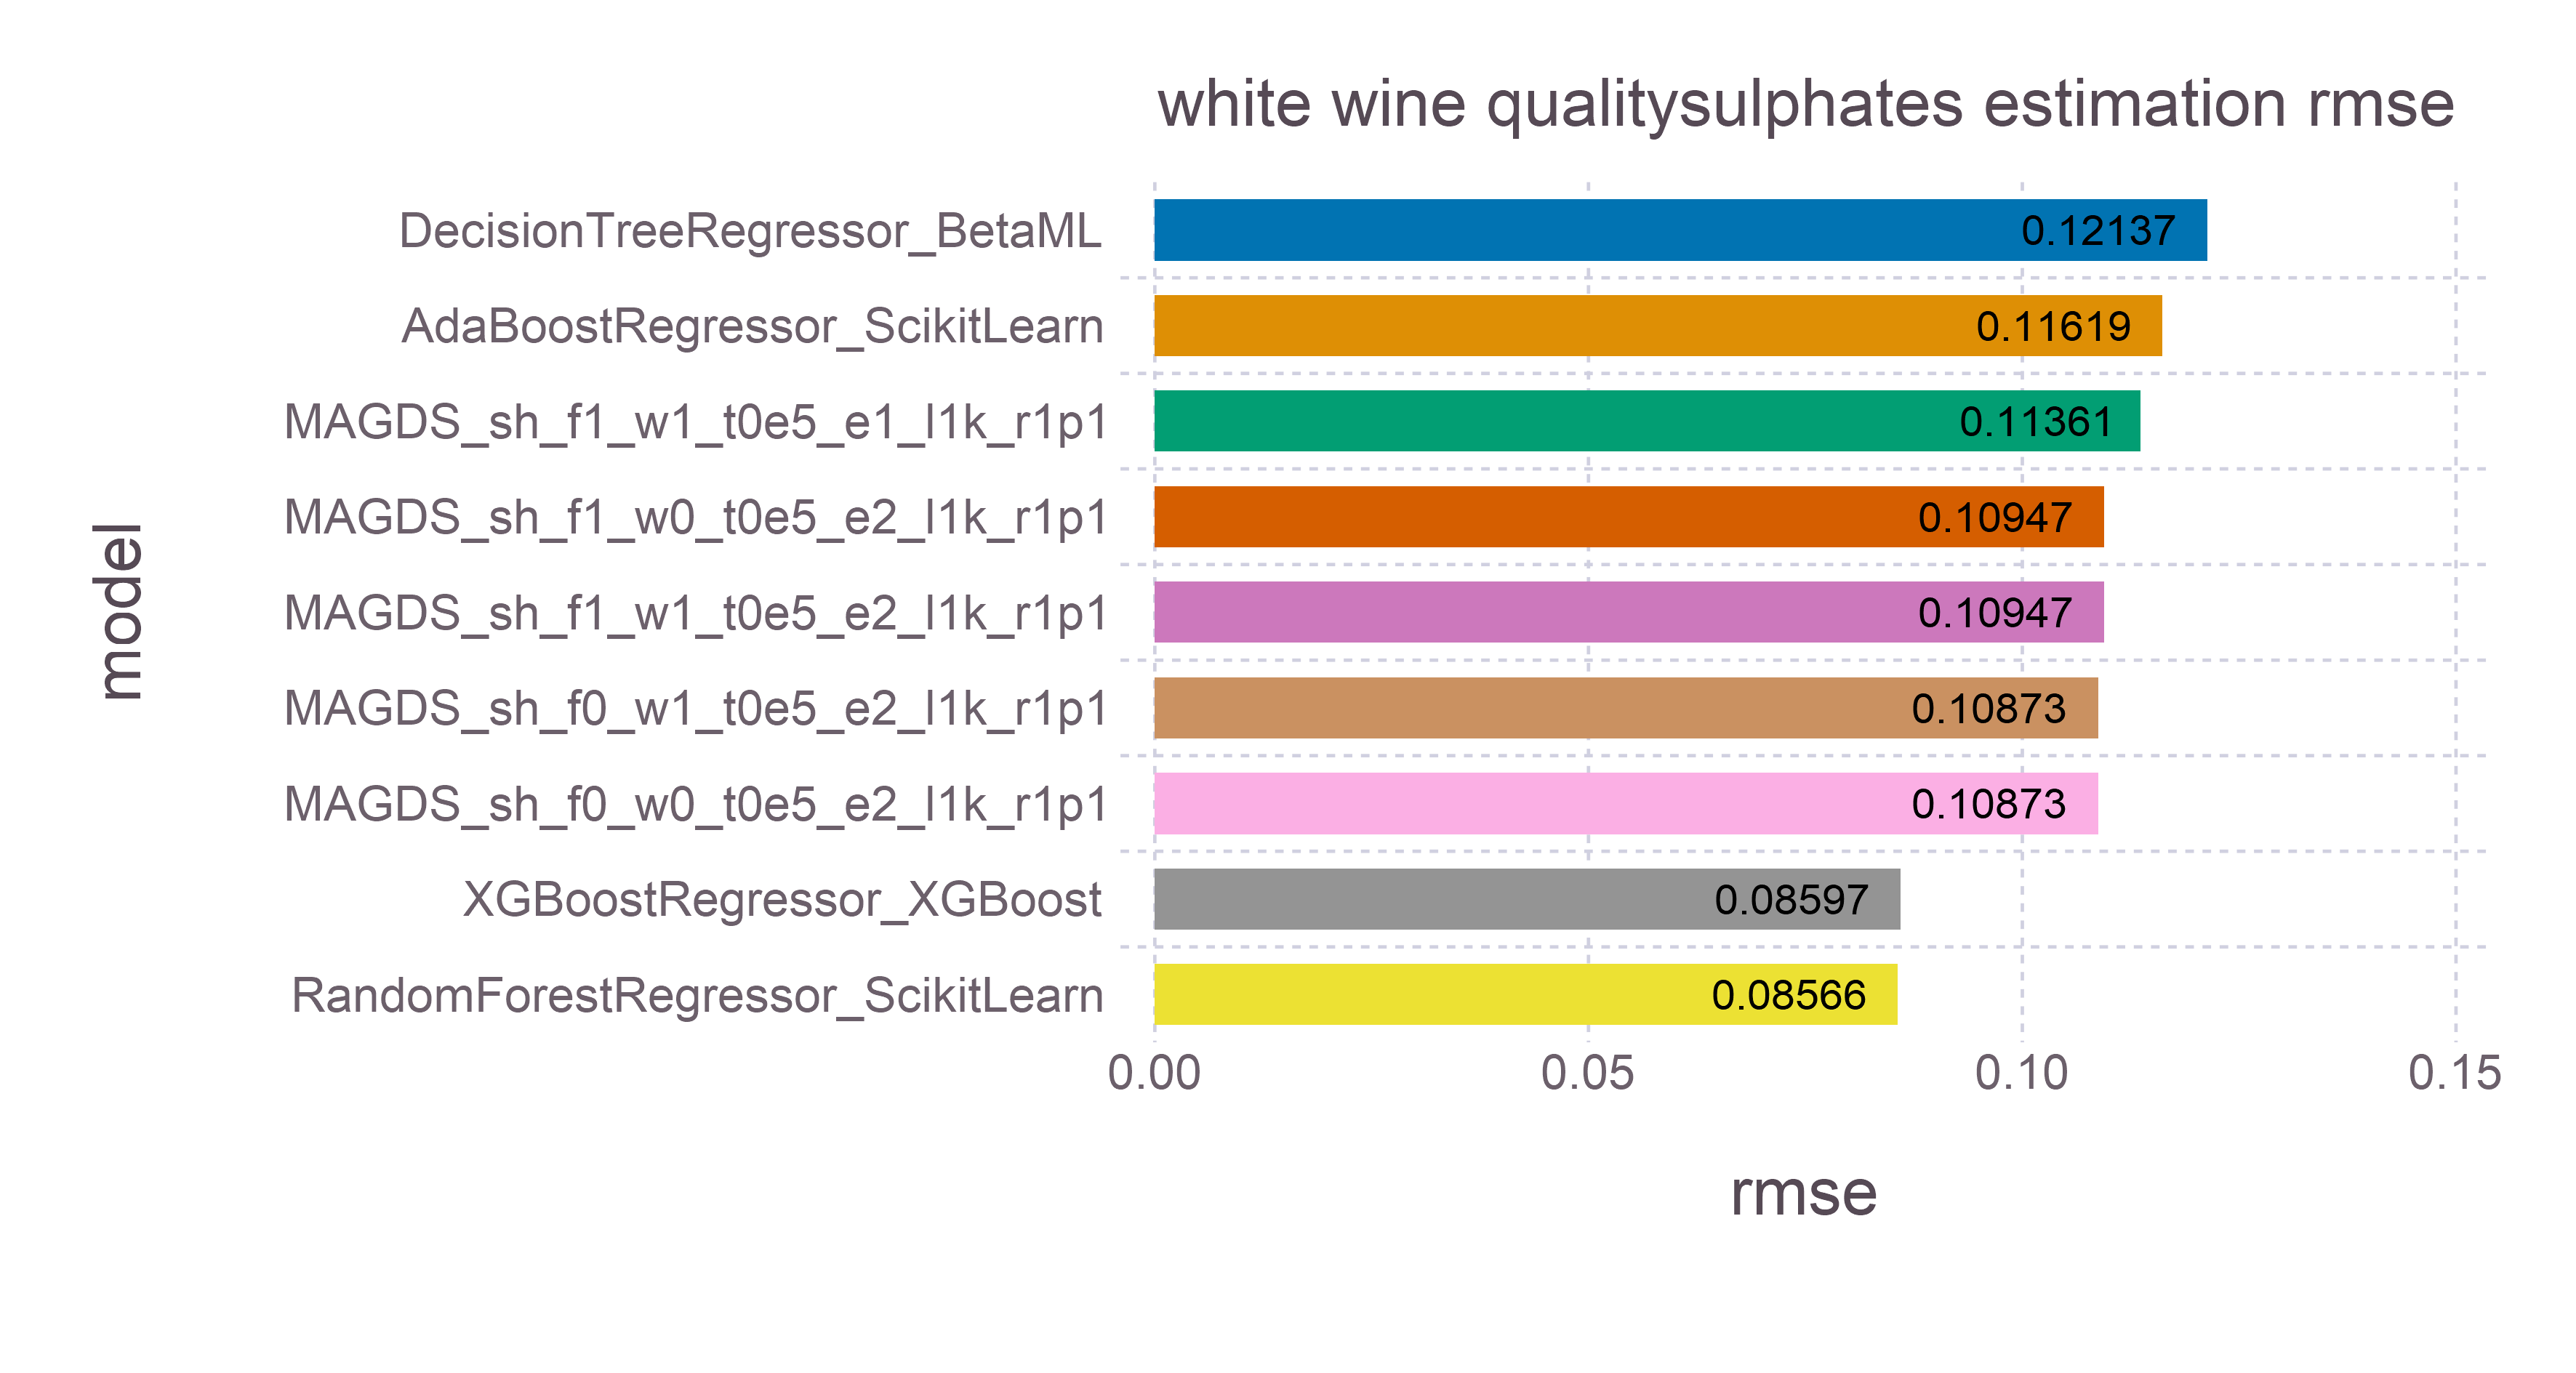 white wine qualitysulphates estimation rmse
model
DecisionTreeRegressor_BetaML 0.12137
AdaBoostRegressor_ScikitLearn 0.11619
MAGDS_sh_f1_w1_t0e5_e1_l1k_r1p1 0.11361
MAGDS_sh_f1_w0_t0e5_e2_l1k_r1p1 0.10947
MAGDS_sh_f1_w1_t0e5_e2_l1k_r1p1 0.10947
MAGDS_sh_f0_w1_t0e5_e2_l1k_r1p1 0.10873
MAGDS_sh_f0_w0_t0e5_e2_l1k_r1p1 0.10873
XGBoostRegressor_XGBoost 0.08597
RandomForestRegressor_ScikitLearn 0.08566
0.00 0.05 0.10 0.15
rmse